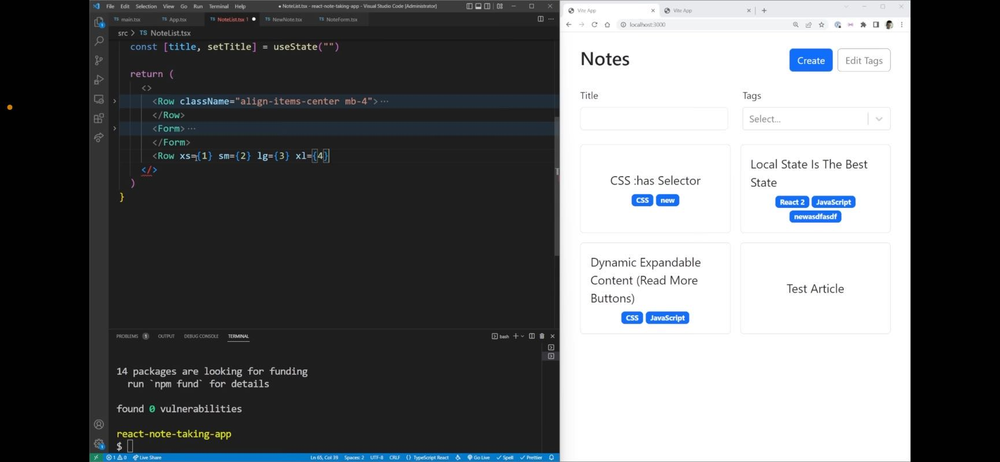 File Edit Selection View Go Run Terminal Help
● NoteList.tsx - react-note-taking-app - Visual Studio Code [Administrator]
TS main.tsx
TS App.tsx
TS NoteList.tsx 1 ●
TS NewNote.tsx
TS NoteForm.tsx
src > TS NoteList.tsx
const [title, setTitle] = useState("")
return (
<>
<Row className="align-items-center mb-4">···
</Row>
<Form>···
</Form>
<Row xs={1} sm={2} lg={3} xl={4}
</>
)
}
PROBLEMS 1 OUTPUT DEBUG CONSOLE TERMINAL
bash
14 packages are looking for funding
run `npm fund` for details
found 0 vulnerabilities
react-note-taking-app
$
1 0 Live Share
Ln 65, Col 39 Spaces: 2 UTF-8 CRLF {} TypeScript React Go Live Spell Prettier
Vite App
Vite App
localhost:3000
Notes
Create
Edit Tags
Title
Tags
Select...
CSS :has Selector
CSS new
Local State Is The Best
State
React 2 JavaScript
newasdfasdf
Dynamic Expandable
Content (Read More
Buttons)
CSS JavaScript
Test Article